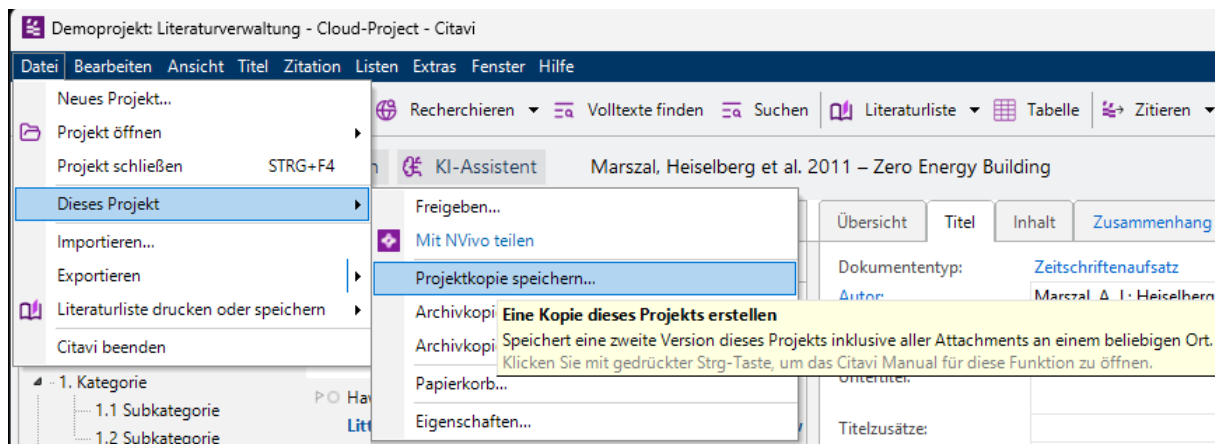 Demoprojekt: Literaturverwaltung - Cloud-Project - Citavi
Datei Bearbeiten Ansicht Titel Zitation Listen Extras Fenster Hilfe
Recherchieren Volltexte finden Suchen Literaturliste Tabelle Zitieren
KI-Assistent Marszal, Heiselberg et al. 2011 – Zero Energy Building
Neues Projekt...
Projekt öffnen
Projekt schließen STRG+F4
Dieses Projekt
Importieren...
Exportieren
Literaturliste drucken oder speichern
Citavi beenden
Freigeben...
Mit NVivo teilen
Projektkopie speichern...
Archivkopi
Archivkopi
Papierkorb...
Eigenschaften...
Eine Kopie dieses Projekts erstellen
Speichert eine zweite Version dieses Projekts inklusive aller Attachments an einem beliebigen Ort.
Klicken Sie mit gedrückter Strg-Taste, um das Citavi Manual für diese Funktion zu öffnen.
Übersicht Titel Inhalt Zusammenhang
Dokumententyp: Zeitschriftenaufsatz
Autor: Marszal, A. J.; Heiselberg
Untertitel:
Titelzusätze:
1. Kategorie
1.1 Subkategorie
1.2 Subkategorie
Hav
Litt